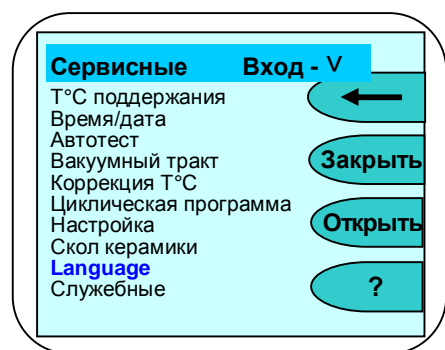 Сервисные Вход - V
T°C поддержания
Время/дата
Автотест
Вакуумный тракт
Коррекция T°C
Циклическая программа
Настройка
Скол керамики
Language
Служебные
Закрыть
Открыть
?